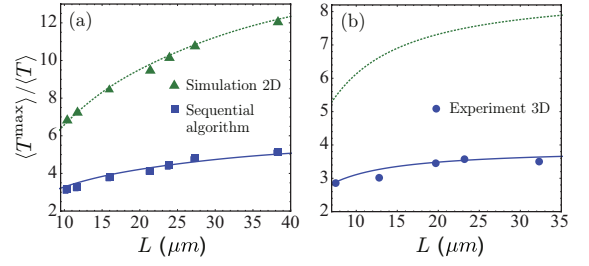 (a)
12
10
8
6
4
2
⟨T^max⟩/⟨T⟩
Simulation 2D
Sequential
algorithm
10 15 20 25 30 35 40
L (μm)
(b)
8
7
6
5
4
3
2
Experiment 3D
10 15 20 25 30 35
L (μm)